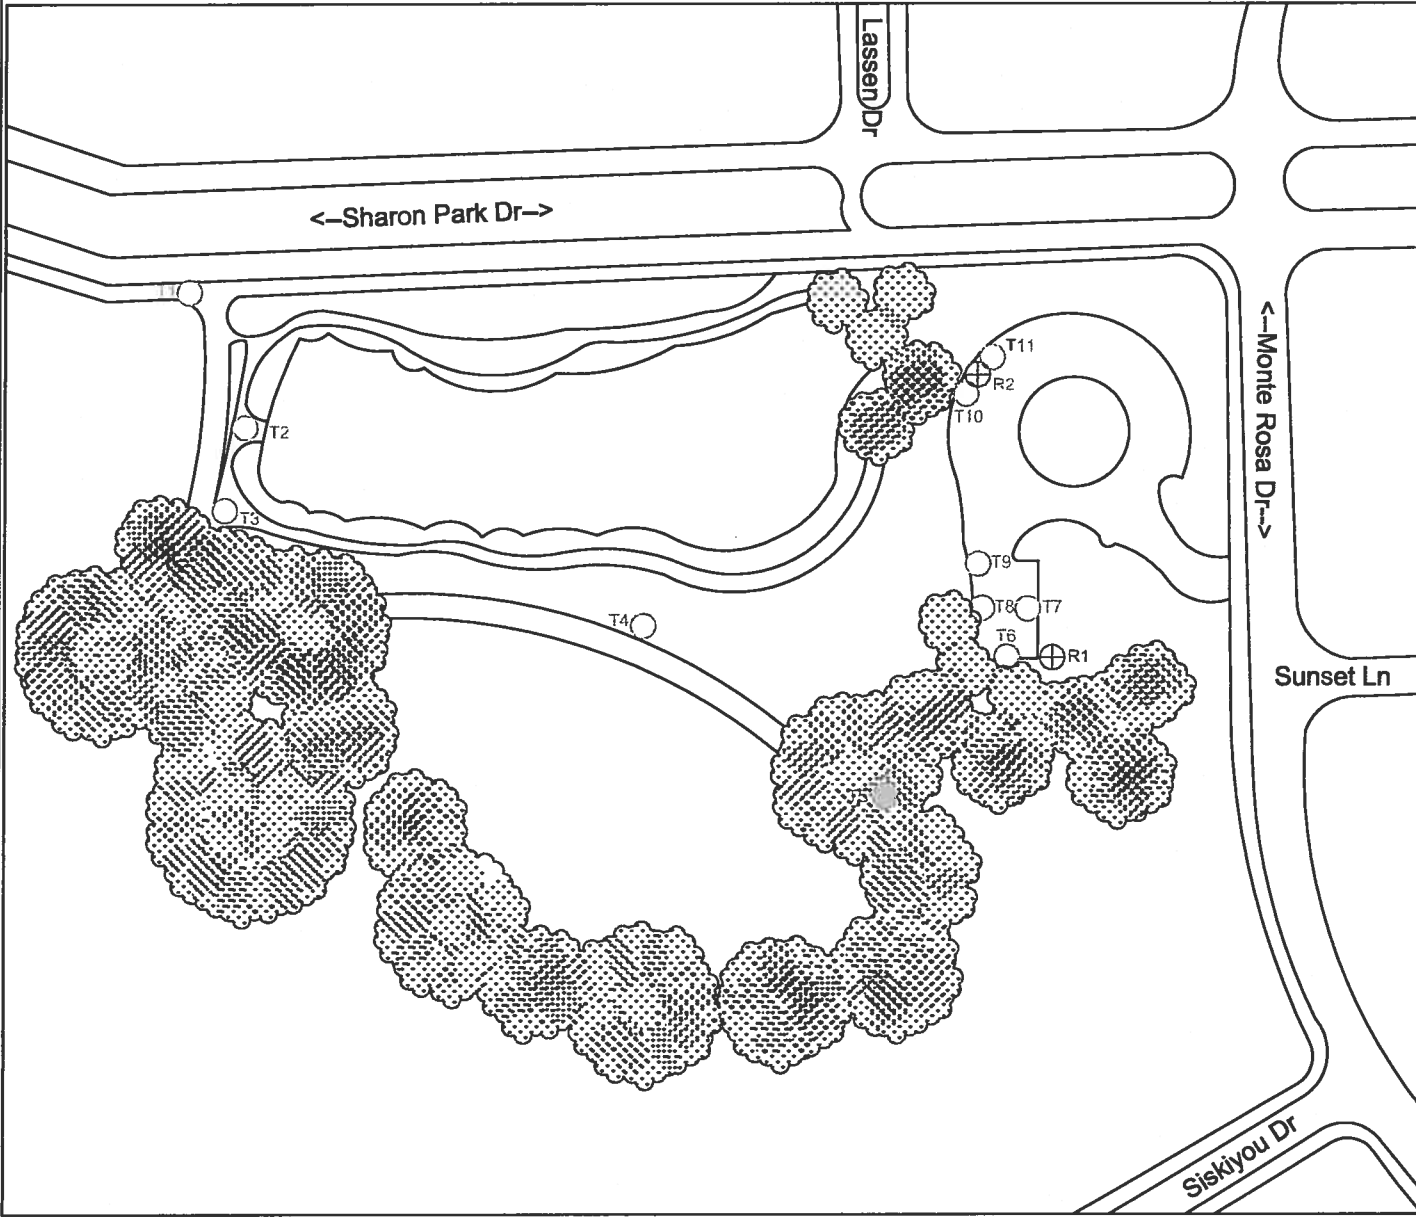 Lassen Dr
<–Sharon Park Dr–>
T1
T11
R2
T10
<–Monte Rosa Dr–>
T2
T3
T9
T8
T7
T4
T6
R1
Sunset Ln
Siskiyou Dr